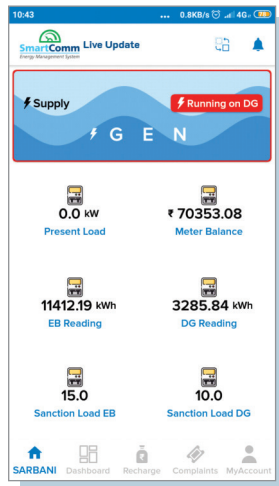 10:43 ... 0.8KB/s 4G+ 78
SmartComm Live Update
Energy Management System
Supply Running on DG
GEN
0.0 kW ₹ 70353.08
Present Load Meter Balance
11412.19 kWh 3285.84 kWh
EB Reading DG Reading
15.0 10.0
Sanction Load EB Sanction Load DG
SARBANI Dashboard Recharge Complaints MyAccount